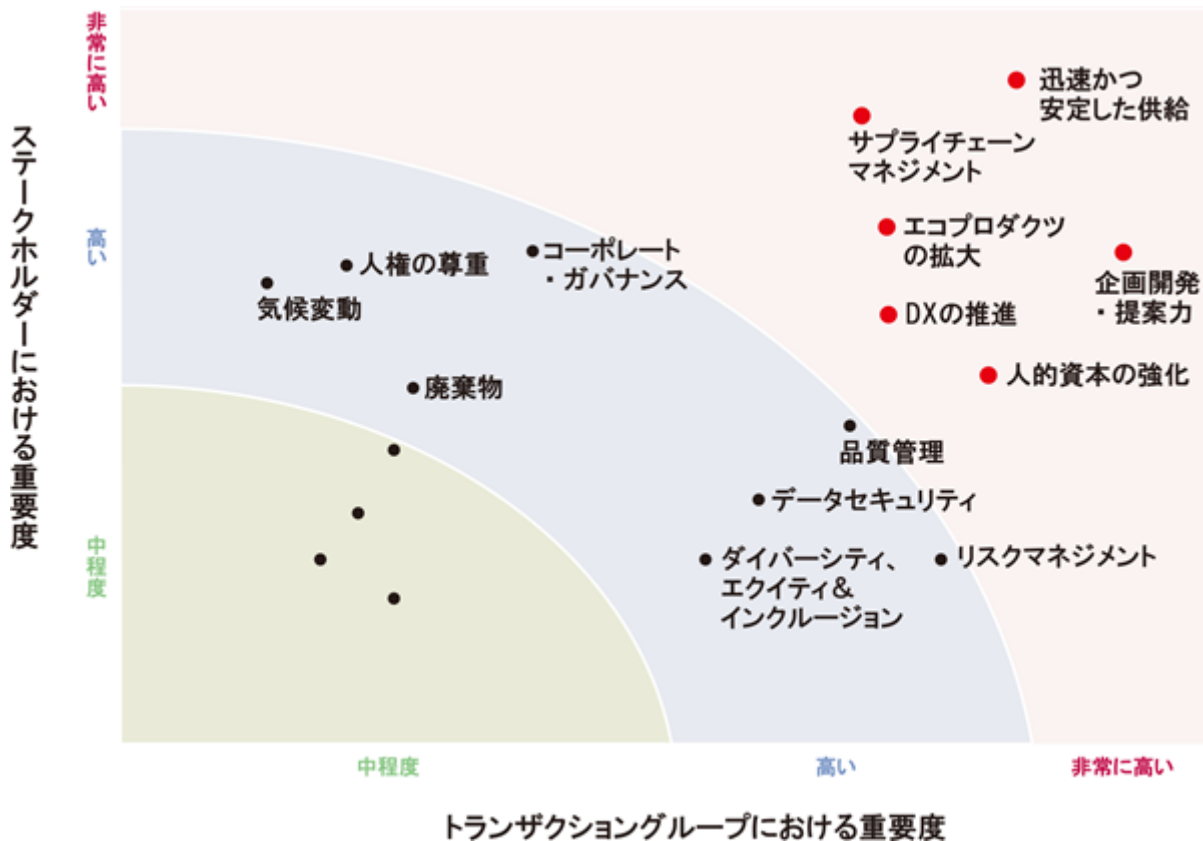 非常に高い
高い
中程度
ステークホルダーにおける重要度
迅速かつ
安定した供給
サプライチェーン
マネジメント
エコプロダクツ
の拡大
企画開発
・提案力
DXの推進
人的資本の強化
コーポレート
・ガバナンス
人権の尊重
気候変動
廃棄物
品質管理
データセキュリティ
ダイバーシティ、
エクイティ&
インクルージョン
リスクマネジメント
中程度
高い
非常に高い
トランザクショングループにおける重要度